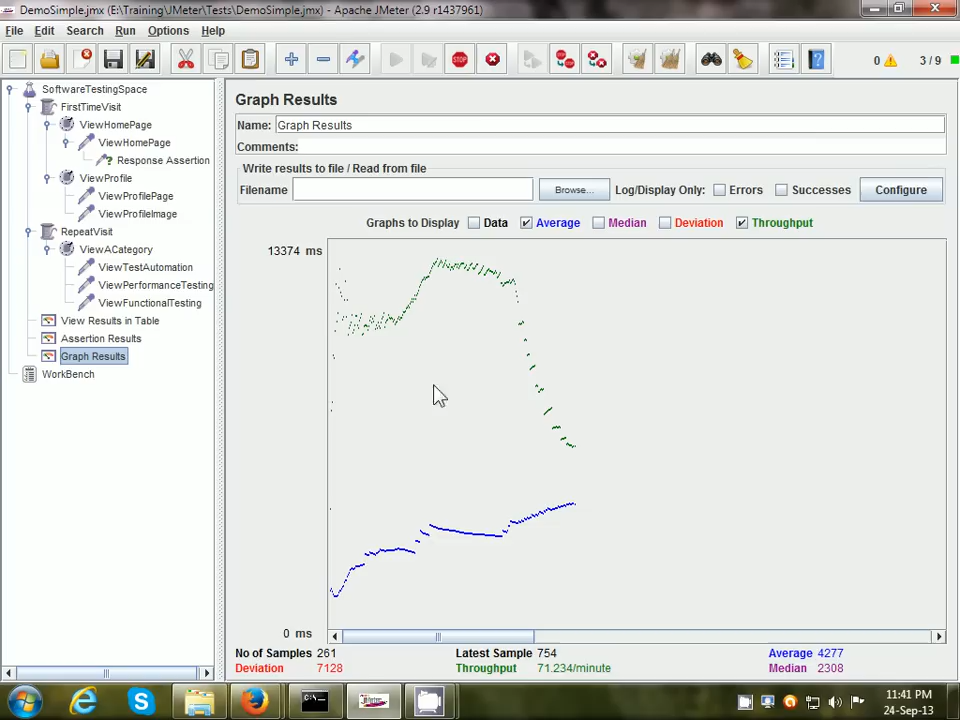 DemoSimple.jmx (E:\Training\JMeter\Tests\DemoSimple.jmx) - Apache JMeter (2.9 r1437961)
File Edit Search Run Options Help
0 3 / 9
SoftwareTestingSpace
FirstTimeVisit
ViewHomePage
ViewHomePage
Response Assertion
ViewProfile
ViewProfilePage
ViewProfileImage
RepeatVisit
ViewACategory
ViewTestAutomation
ViewPerformanceTesting
ViewFunctionalTesting
View Results in Table
Assertion Results
Graph Results
WorkBench
Graph Results
Name: Graph Results
Comments:
Write results to file / Read from file
Filename Browse... Log/Display Only: Errors Successes Configure
Graphs to Display Data Average Median Deviation Throughput
13374 ms
0 ms
No of Samples 261 Latest Sample 754 Average 4277
Deviation 7128 Throughput 71.234/minute Median 2308
11:41 PM
24-Sep-13